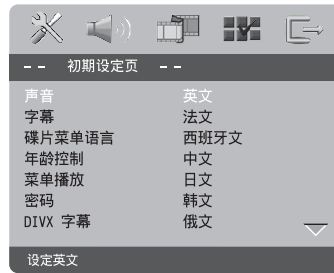 -- 初期设定页 --
声音 英文
字幕 法文
碟片菜单语言 西班牙文
年龄控制 中文
菜单播放 日文
密码 韩文
DIVX 字幕 俄文
设定英文